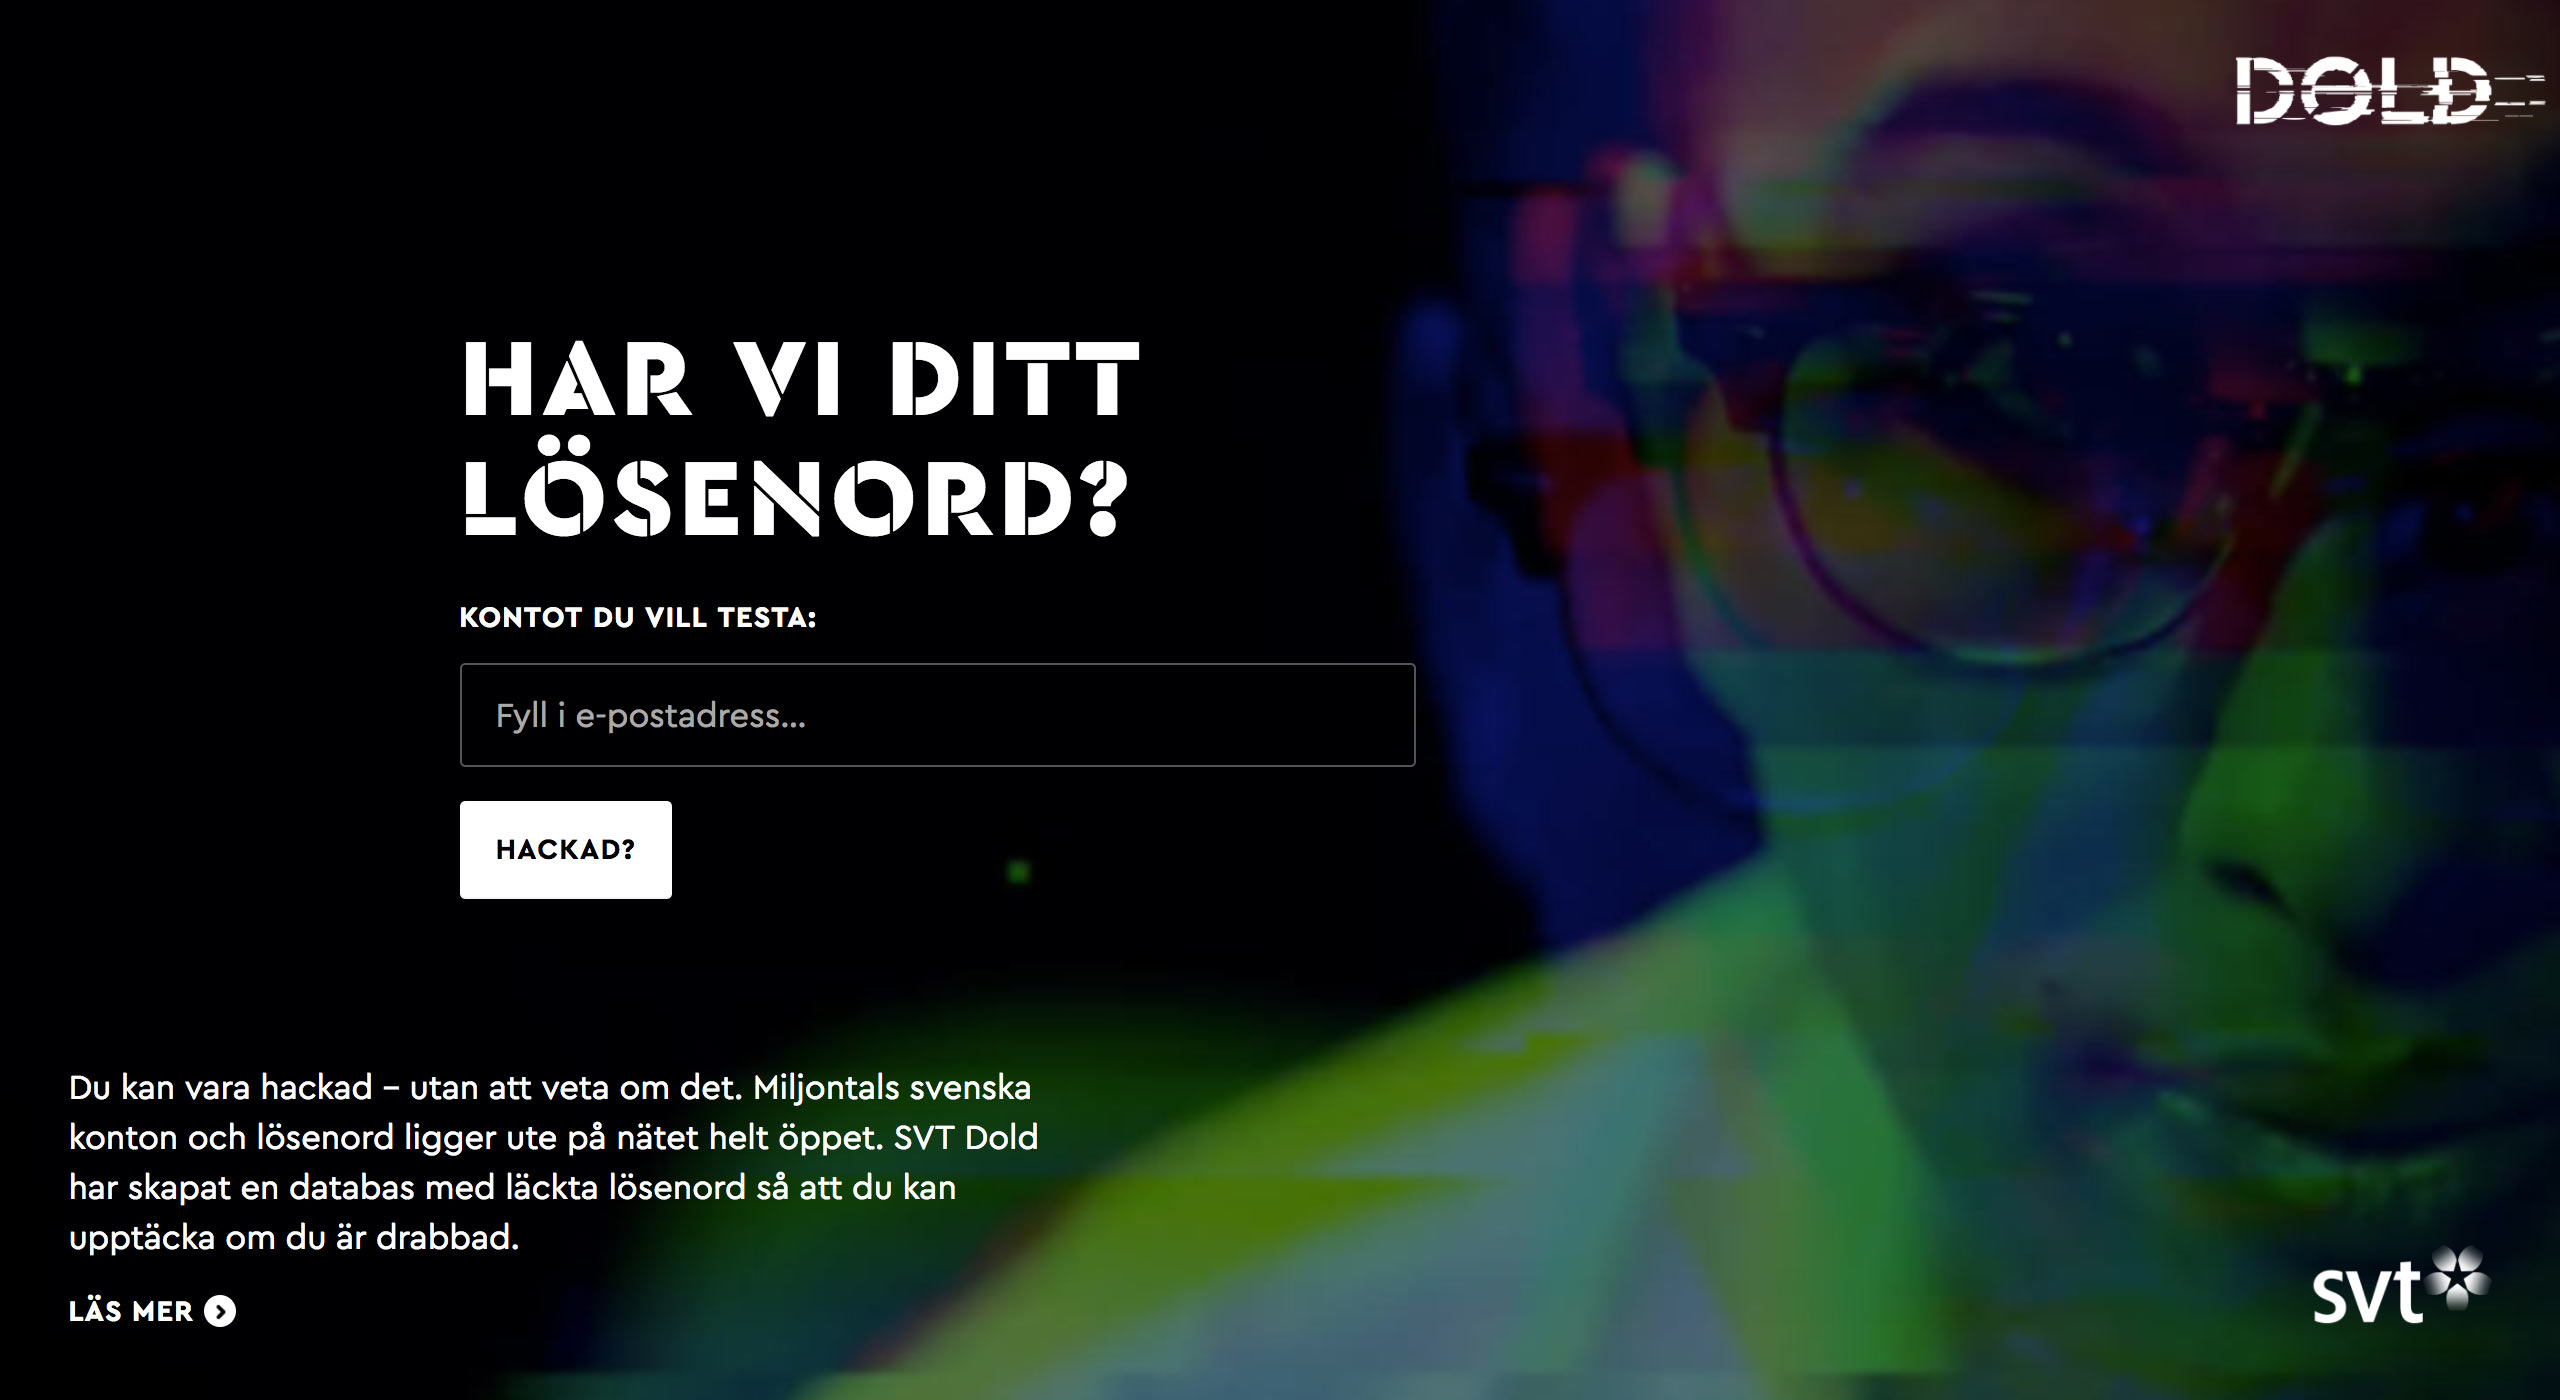 DOLD
HAR VI DITT
LÖSENORD?
KONTOT DU VILL TESTA:
Fyll i e-postadress...
HACKAD?
Du kan vara hackad – utan att veta om det. Miljontals svenska
konton och lösenord ligger ute på nätet helt öppet. SVT Dold
har skapat en databas med läckta lösenord så att du kan
upptäcka om du är drabbad.
LÄS MER
svt